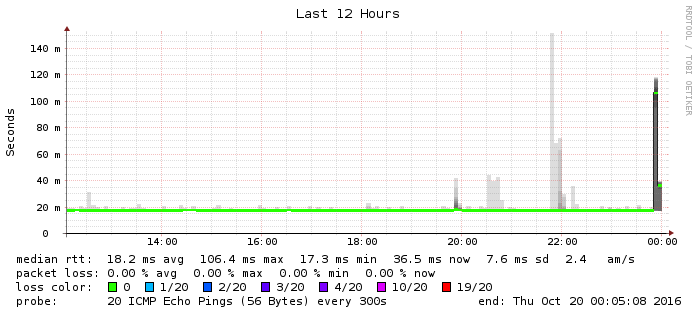 Last 12 Hours
RRDTOOL / TOBI OETIKER
Seconds
140 m
120 m
100 m
80 m
60 m
40 m
20 m
0
14:00 16:00 18:00 20:00 22:00 00:00
median rtt: 18.2 ms avg 106.4 ms max 17.3 ms min 36.5 ms now 7.6 ms sd 2.4 am/s
packet loss: 0.00 % avg 0.00 % max 0.00 % min 0.00 % now
loss color: 0 1/20 2/20 3/20 4/20 10/20 19/20
probe: 20 ICMP Echo Pings (56 Bytes) every 300s end: Thu Oct 20 00:05:08 2016